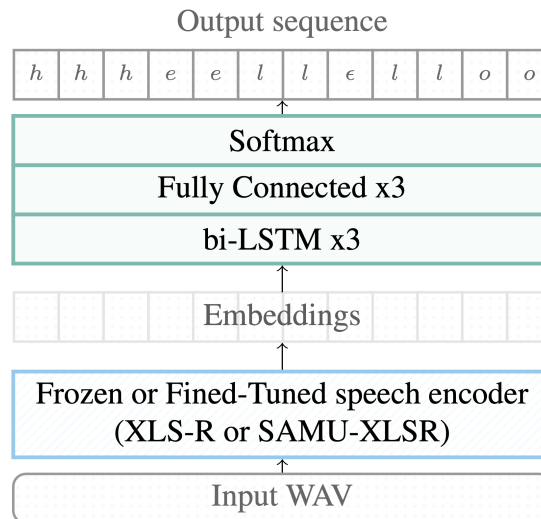 Output sequence
h h h e e l l ϵ l l o o
Softmax
Fully Connected x3
bi-LSTM x3
Embeddings
Frozen or Fined-Tuned speech encoder
(XLS-R or SAMU-XLSR)
Input WAV